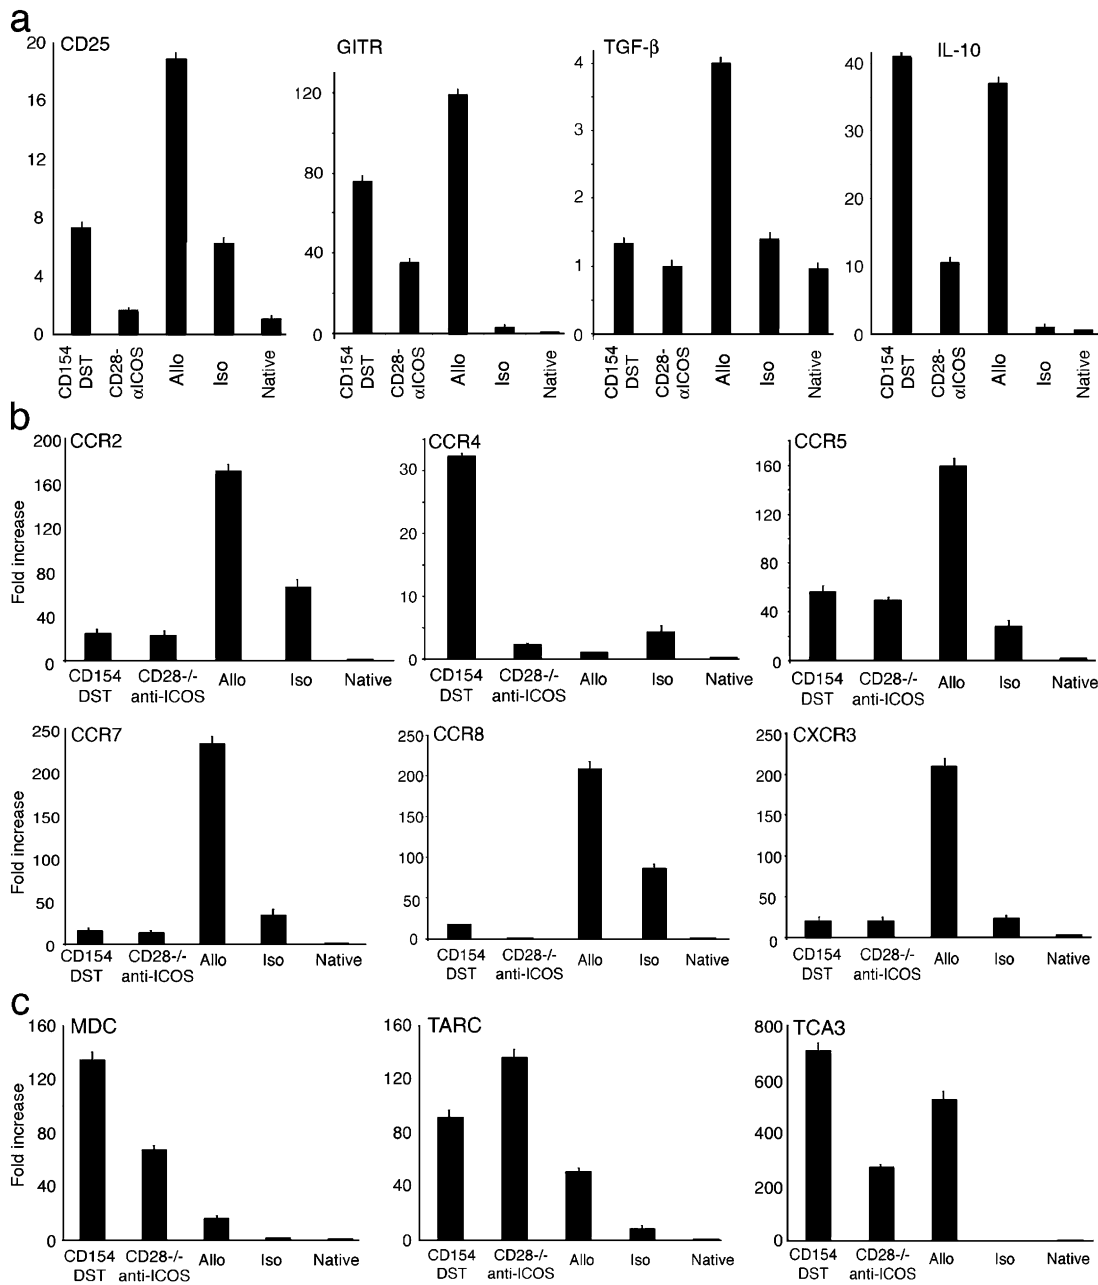 a
CD25
GITR
TGF-β
IL-10
20
16
12
8
4
0
120
80
40
0
4
3
2
1
0
40
30
20
10
0
CD154 DST
CD28- αICOS
Allo
Iso
Native
CD154 DST
CD28- αICOS
Allo
Iso
Native
CD154 DST
CD28- αICOS
Allo
Iso
Native
CD154 DST
CD28- αICOS
Allo
Iso
Native
b
CCR2
Fold increase
200
160
120
80
40
0
CD154 CD28-/- Allo Iso Native
DST anti-ICOS
CCR4
30
20
10
0
CD154 CD28-/- Allo Iso Native
DST anti-ICOS
CCR5
160
120
80
40
0
CD154 CD28-/- Allo Iso Native
DST anti-ICOS
CCR7
Fold increase
250
200
150
100
50
0
CD154 CD28-/- Allo Iso Native
DST anti-ICOS
CCR8
250
200
150
100
50
0
CD154 CD28-/- Allo Iso Native
DST anti-ICOS
CXCR3
250
200
150
100
50
0
CD154 CD28-/- Allo Iso Native
DST anti-ICOS
c
MDC
Fold increase
160
120
80
40
0
CD154 CD28-/- Allo Iso Native
DST anti-ICOS
TARC
160
120
80
40
0
CD154 CD28-/- Allo Iso Native
DST anti-ICOS
TCA3
800
600
400
200
0
CD154 CD28-/- Allo Iso Native
DST anti-ICOS